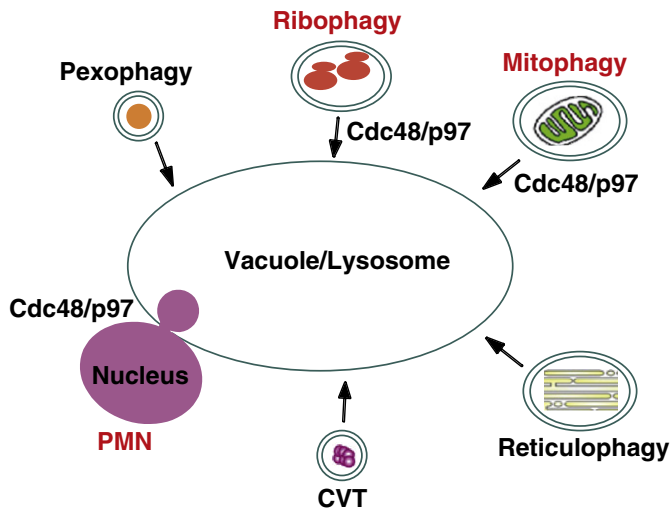 Ribophagy
Pexophagy
Mitophagy
Cdc48/p97
Cdc48/p97
Vacuole/Lysosome
Cdc48/p97
Nucleus
PMN
Reticulophagy
CVT